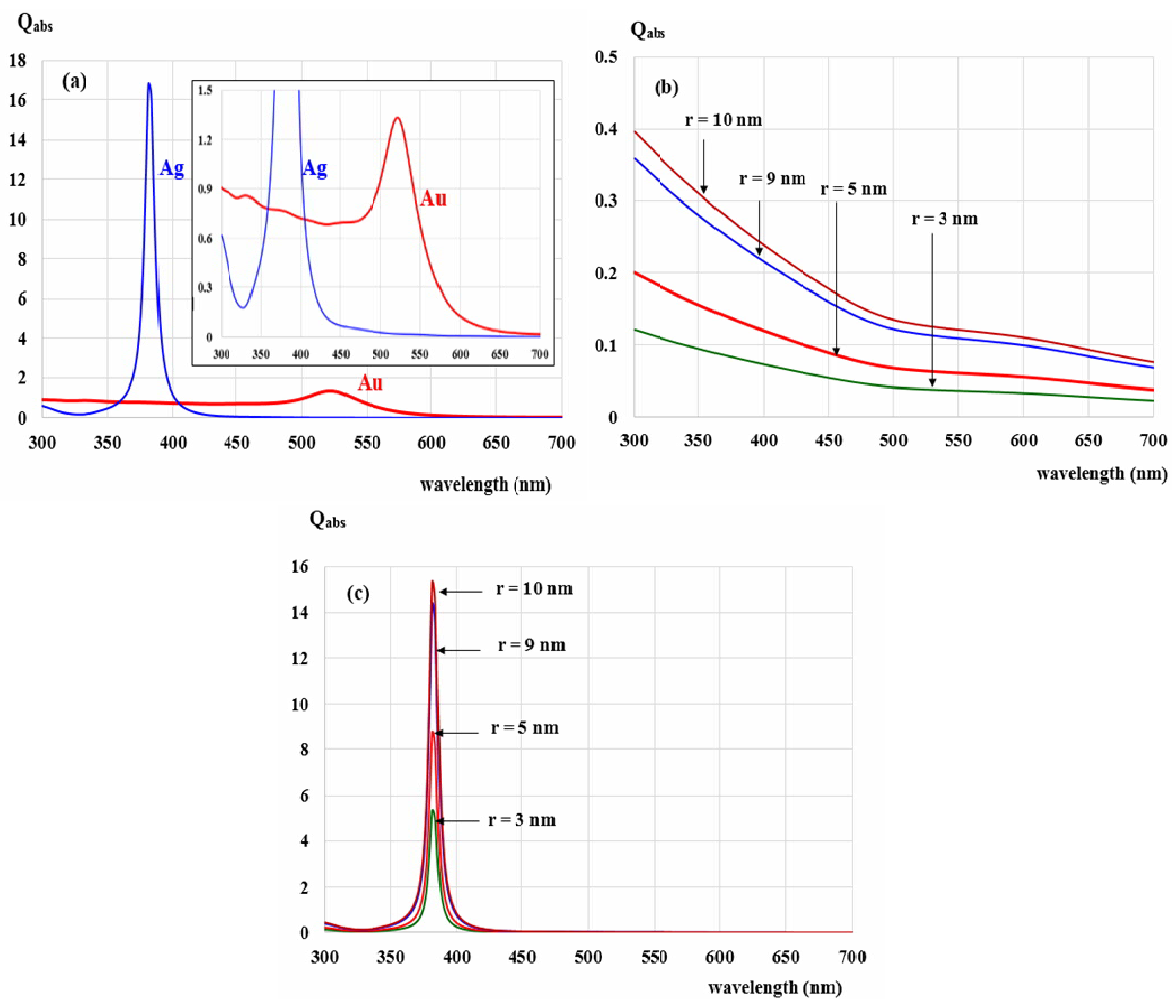 Qabs
18
(a)
16
14
12
10
8
6
4
2
0
Ag
Au
300 350 400 450 500 550 600 650 700
wavelength (nm)
1.5
1.2
0.9
0.6
0.3
0
Ag
Au
300 350 400 450 500 550 600 650 700
Qabs
0.5
(b)
0.4
0.3
0.2
0.1
0
r = 10 nm
r = 9 nm
r = 5 nm
r = 3 nm
300 350 400 450 500 550 600 650 700
wavelength (nm)
Qabs
16
(c)
14
12
10
8
6
4
2
0
r = 10 nm
r = 9 nm
r = 5 nm
r = 3 nm
300 350 400 450 500 550 600 650 700
wavelength (nm)